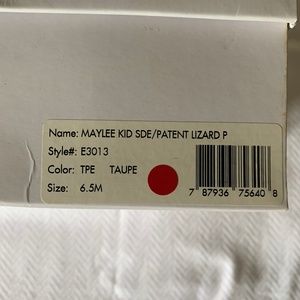 Name: MAYLEE KID SDE/PATENT LIZARD P
Style#: E3013
Color: TPE TAUPE
Size: 6.5M
7 87936 75640 8